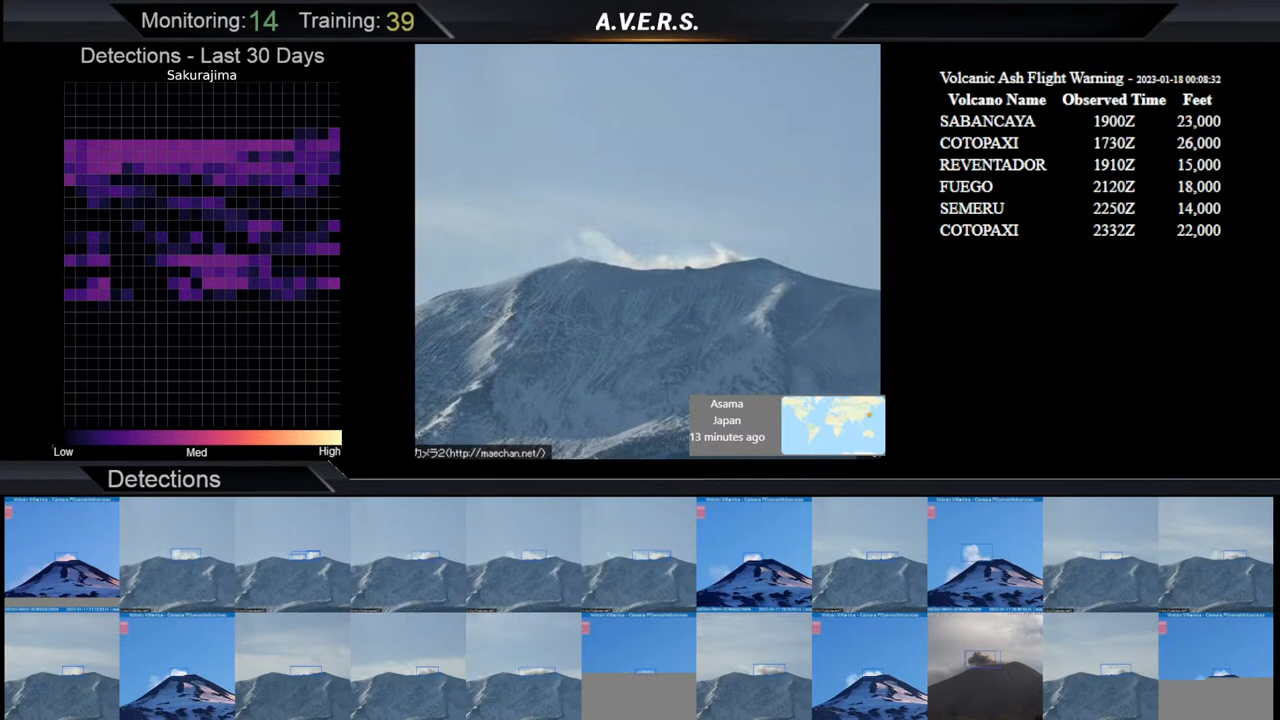 Monitoring: 14 Training: 39
A.V.E.R.S.
Detections - Last 30 Days
Sakurajima
Low Med High
Asama
Japan
13 minutes ago
カメラ2(http://maechan.net/)
Volcanic Ash Flight Warning - 2023-01-18 00:08:32
Volcano Name Observed Time Feet
SABANCAYA 1900Z 23,000
COTOPAXI 1730Z 26,000
REVENTADOR 1910Z 15,000
FUEGO 2120Z 18,000
SEMERU 2250Z 14,000
COTOPAXI 2332Z 22,000
Detections